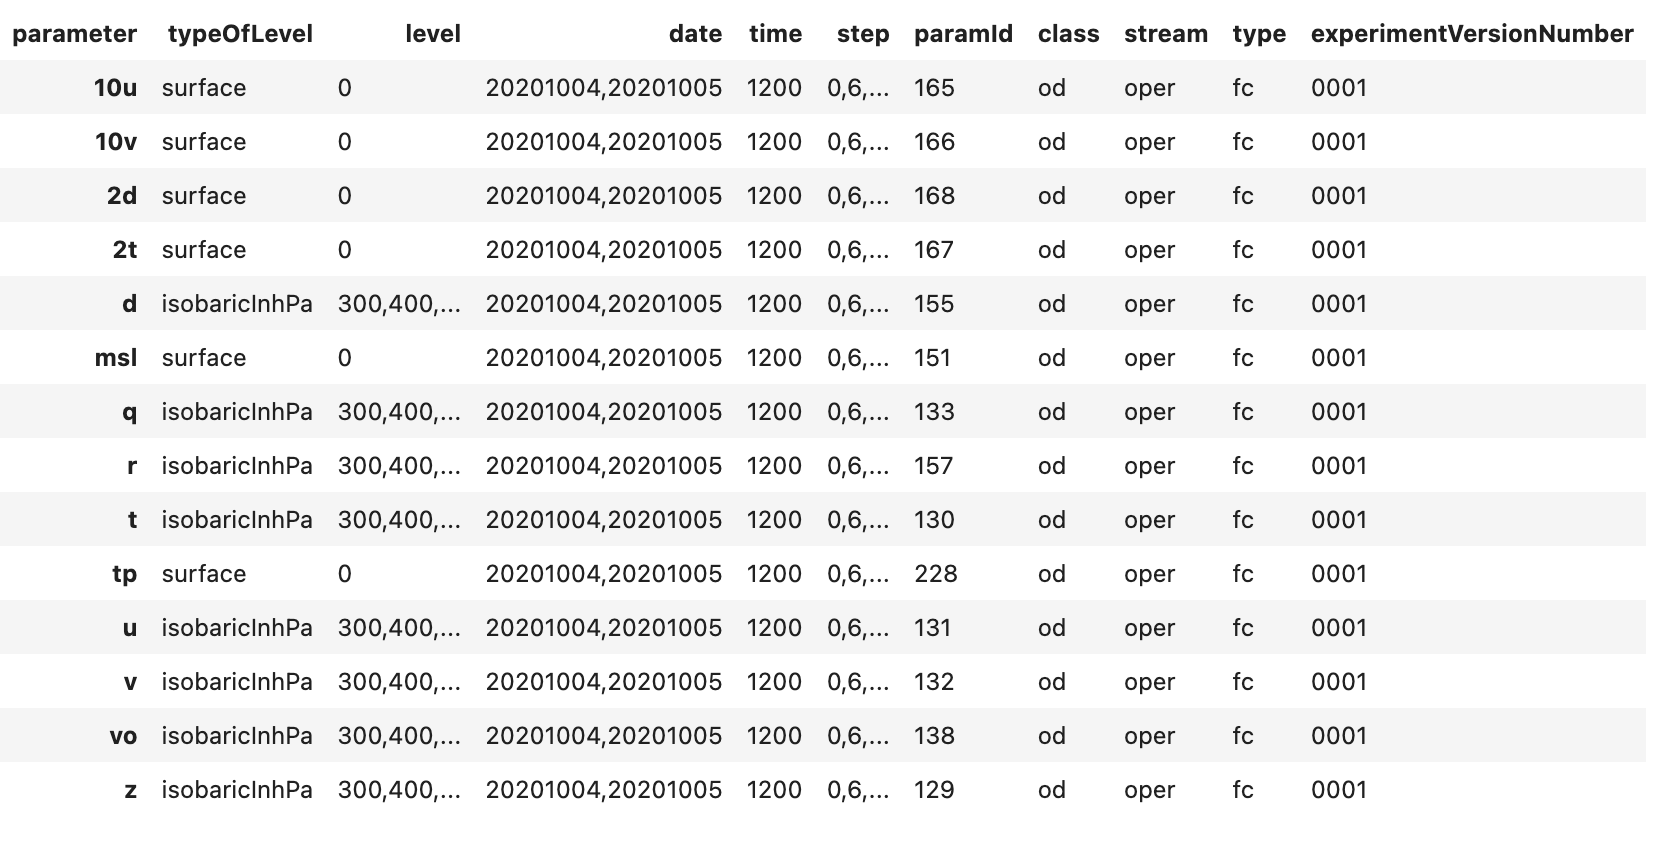 parameter typeOfLevel level date time step paramId class stream type experimentVersionNumber
10u surface 0 20201004,20201005 1200 0,6,... 165 od oper fc 0001
10v surface 0 20201004,20201005 1200 0,6,... 166 od oper fc 0001
2d surface 0 20201004,20201005 1200 0,6,... 168 od oper fc 0001
2t surface 0 20201004,20201005 1200 0,6,... 167 od oper fc 0001
d isobaricInhPa 300,400,... 20201004,20201005 1200 0,6,... 155 od oper fc 0001
msl surface 0 20201004,20201005 1200 0,6,... 151 od oper fc 0001
q isobaricInhPa 300,400,... 20201004,20201005 1200 0,6,... 133 od oper fc 0001
r isobaricInhPa 300,400,... 20201004,20201005 1200 0,6,... 157 od oper fc 0001
t isobaricInhPa 300,400,... 20201004,20201005 1200 0,6,... 130 od oper fc 0001
tp surface 0 20201004,20201005 1200 0,6,... 228 od oper fc 0001
u isobaricInhPa 300,400,... 20201004,20201005 1200 0,6,... 131 od oper fc 0001
v isobaricInhPa 300,400,... 20201004,20201005 1200 0,6,... 132 od oper fc 0001
vo isobaricInhPa 300,400,... 20201004,20201005 1200 0,6,... 138 od oper fc 0001
z isobaricInhPa 300,400,... 20201004,20201005 1200 0,6,... 129 od oper fc 0001